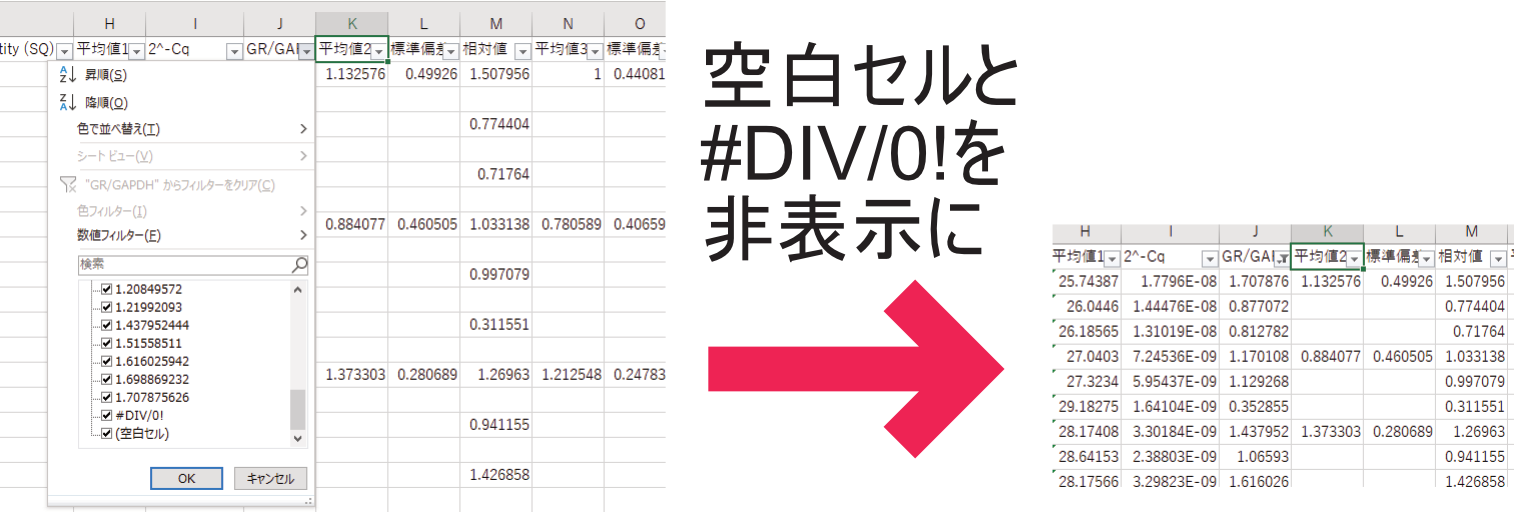 H I J K L M N O
tity (SQ) 平均値1 2^-Cq GR/GAI 平均値2 標準偏差 相対値 平均値3 標準偏差
昇順(S)
降順(O)
色で並べ替え(T)
シート ビュー(V)
"GR/GAPDH" からフィルターをクリア(C)
色フィルター(I)
数値フィルター(F)
検索
1.20849572
1.21992093
1.437952444
1.51558511
1.616025942
1.698869232
1.707875626
#DIV/0!
(空白セル)
OK キャンセル
1.132576 0.49926 1.507956 1 0.44081
0.774404
0.71764
0.884077 0.460505 1.033138 0.780589 0.40659
0.997079
0.311551
1.373303 0.280689 1.26963 1.212548 0.24783
0.941155
1.426858
空白セルと
#DIV/0!を
非表示に
H I J K L M
平均値1 2^-Cq GR/GAI 平均値2 標準偏差 相対値
25.74387 1.7796E-08 1.707876 1.132576 0.49926 1.507956
26.0446 1.44476E-08 0.877072 0.774404
26.18565 1.31019E-08 0.812782 0.71764
27.0403 7.24536E-09 1.170108 0.884077 0.460505 1.033138
27.3234 5.95437E-09 1.129268 0.997079
29.18275 1.64104E-09 0.352855 0.311551
28.17408 3.30184E-09 1.437952 1.373303 0.280689 1.26963
28.64153 2.38803E-09 1.06593 0.941155
28.17566 3.29823E-09 1.616026 1.426858